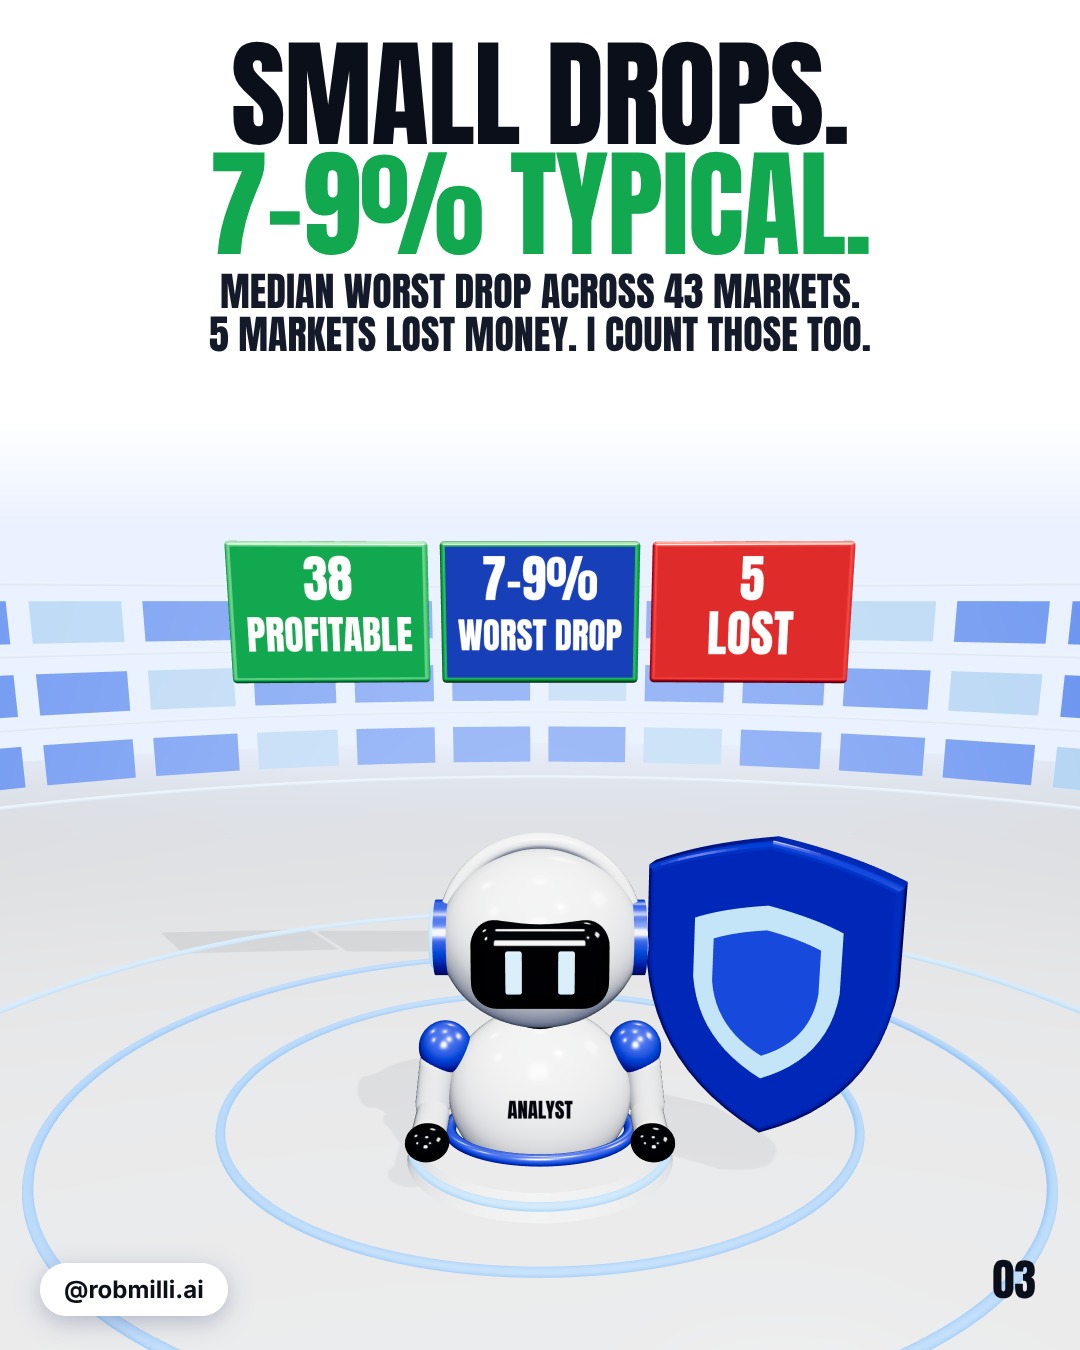 SMALL DROPS.
7-9% TYPICAL.
MEDIAN WORST DROP ACROSS 43 MARKETS.
5 MARKETS LOST MONEY. I COUNT THOSE TOO.
38
PROFITABLE
7-9%
WORST DROP
5
LOST
ANALYST
@robmilli.ai
03